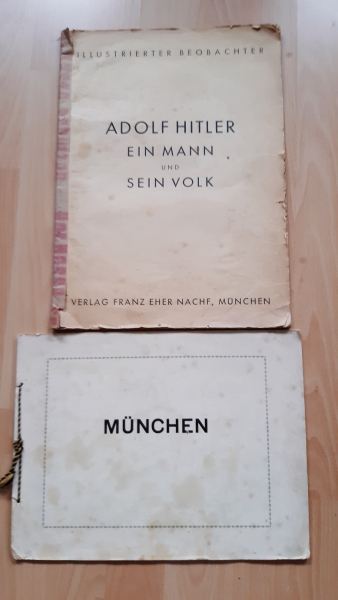 ILLUSTRIERTER BEOBACHTER
ADOLF HITLER
EIN MANN
UND
SEIN VOLK
VERLAG FRANZ EHER NACHF., MÜNCHEN
MÜNCHEN